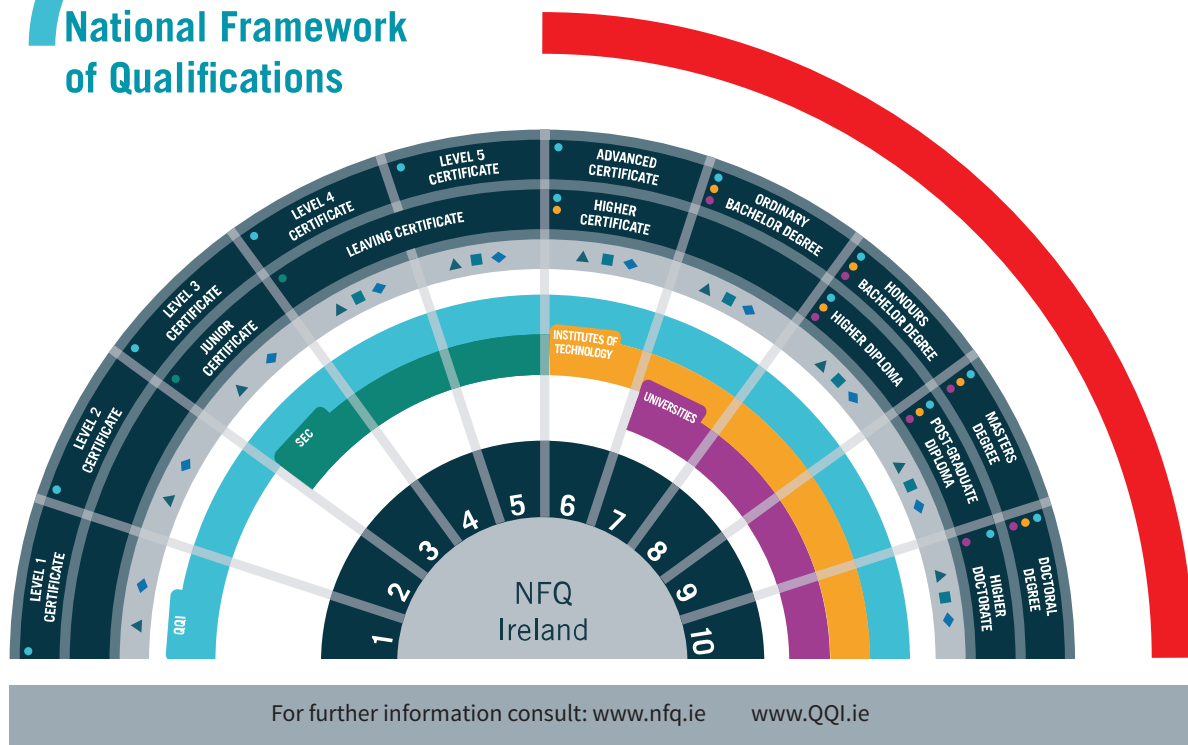 National Framework
of Qualifications
LEVEL 1
CERTIFICATE
LEVEL 2
CERTIFICATE
LEVEL 3
CERTIFICATE
LEVEL 4
CERTIFICATE
LEVEL 5
CERTIFICATE
ADVANCED
CERTIFICATE
ORDINARY
BACHELOR DEGREE
HONOURS
BACHELOR DEGREE
MASTERS
DEGREE
DOCTORAL
DEGREE
JUNIOR
CERTIFICATE
LEAVING CERTIFICATE
HIGHER
CERTIFICATE
HIGHER DIPLOMA
POST-GRADUATE
DIPLOMA
HIGHER
DOCTORATE
QQI
SEC
INSTITUTES OF
TECHNOLOGY
UNIVERSITIES
1
2
3
4
5
6
7
8
9
10
NFQ
Ireland
For further information consult: www.nfq.ie www.QQI.ie